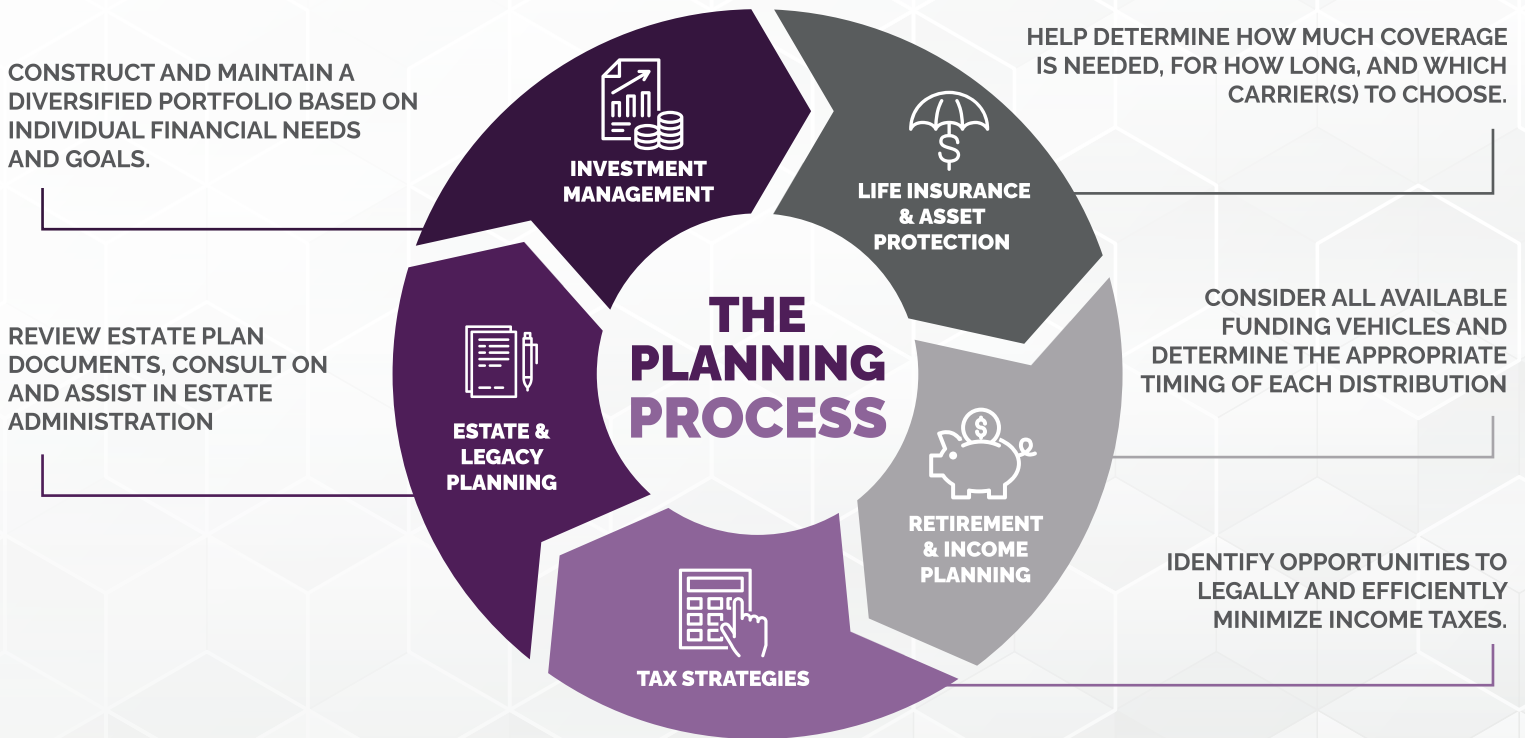 CONSTRUCT AND MAINTAIN A
DIVERSIFIED PORTFOLIO BASED ON
INDIVIDUAL FINANCIAL NEEDS
AND GOALS.
INVESTMENT
MANAGEMENT
HELP DETERMINE HOW MUCH COVERAGE
IS NEEDED, FOR HOW LONG, AND WHICH
CARRIER(S) TO CHOOSE.
$
LIFE INSURANCE
& ASSET
PROTECTION
THE
PLANNING
PROCESS
CONSIDER ALL AVAILABLE
FUNDING VEHICLES AND
DETERMINE THE APPROPRIATE
TIMING OF EACH DISTRIBUTION
$
RETIREMENT
& INCOME
PLANNING
REVIEW ESTATE PLAN
DOCUMENTS, CONSULT ON
AND ASSIST IN ESTATE
ADMINISTRATION
ESTATE &
LEGACY
PLANNING
IDENTIFY OPPORTUNITIES TO
LEGALLY AND EFFICIENTLY
MINIMIZE INCOME TAXES.
TAX STRATEGIES